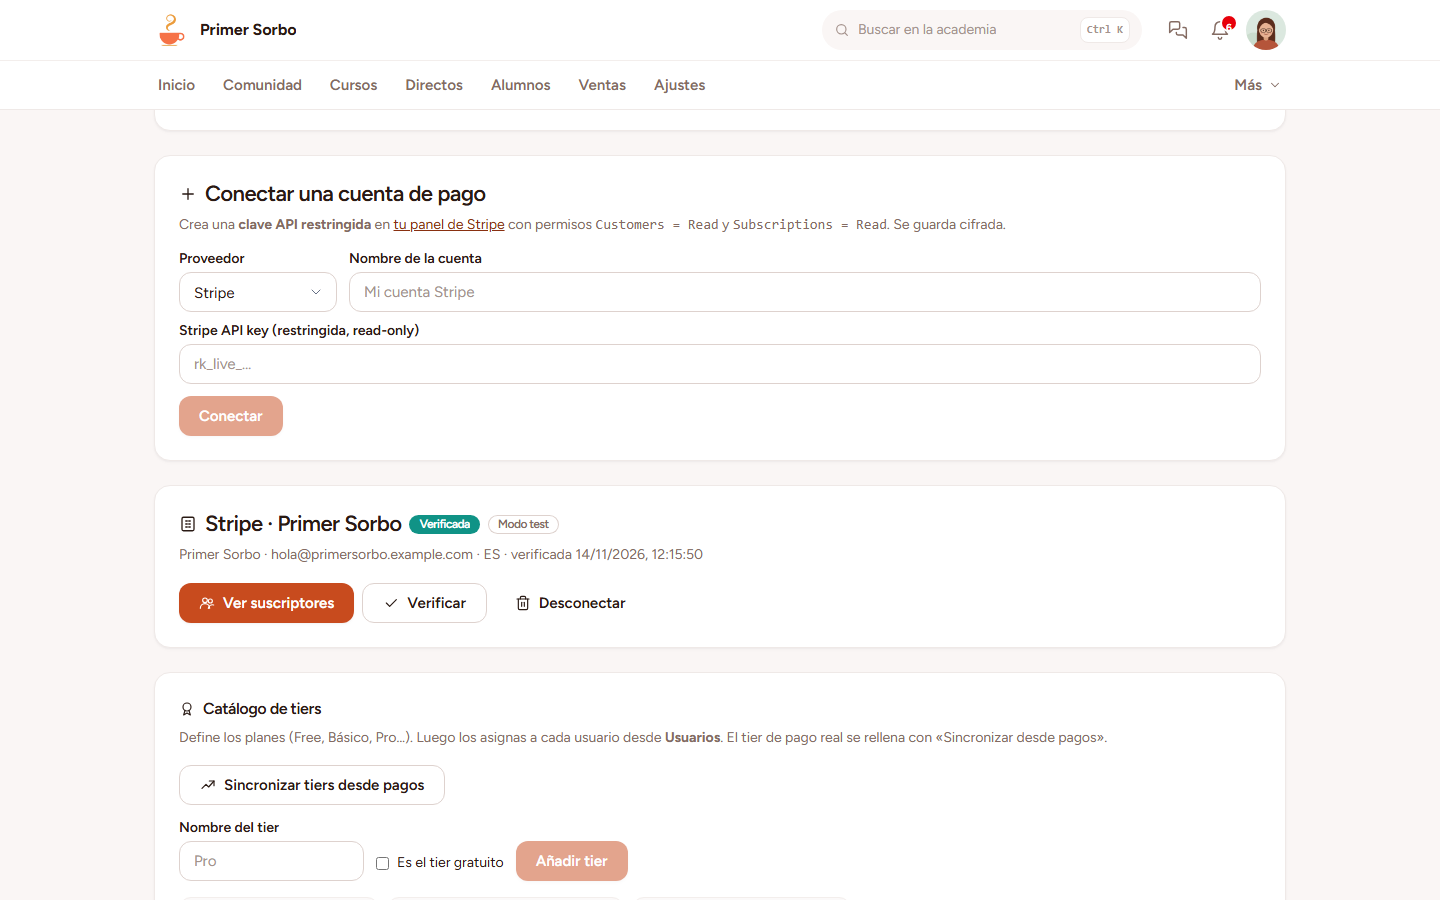 Primer Sorbo
Buscar en la academia
Ctrl K
6
Inicio
Comunidad
Cursos
Directos
Alumnos
Ventas
Ajustes
Más
Conectar una cuenta de pago
Crea una clave API restringida en tu panel de Stripe con permisos Customers = Read y Subscriptions = Read. Se guarda cifrada.
Proveedor
Nombre de la cuenta
Stripe
Mi cuenta Stripe
Stripe API key (restringida, read-only)
rk_live_...
Conectar
Stripe · Primer Sorbo
Verificada
Modo test
Primer Sorbo · hola@primersorbo.example.com · ES · verificada 14/11/2026, 12:15:50
Ver suscriptores
Verificar
Desconectar
Catálogo de tiers
Define los planes (Free, Básico, Pro...). Luego los asignas a cada usuario desde Usuarios. El tier de pago real se rellena con «Sincronizar desde pagos».
Sincronizar tiers desde pagos
Nombre del tier
Pro
Es el tier gratuito
Añadir tier